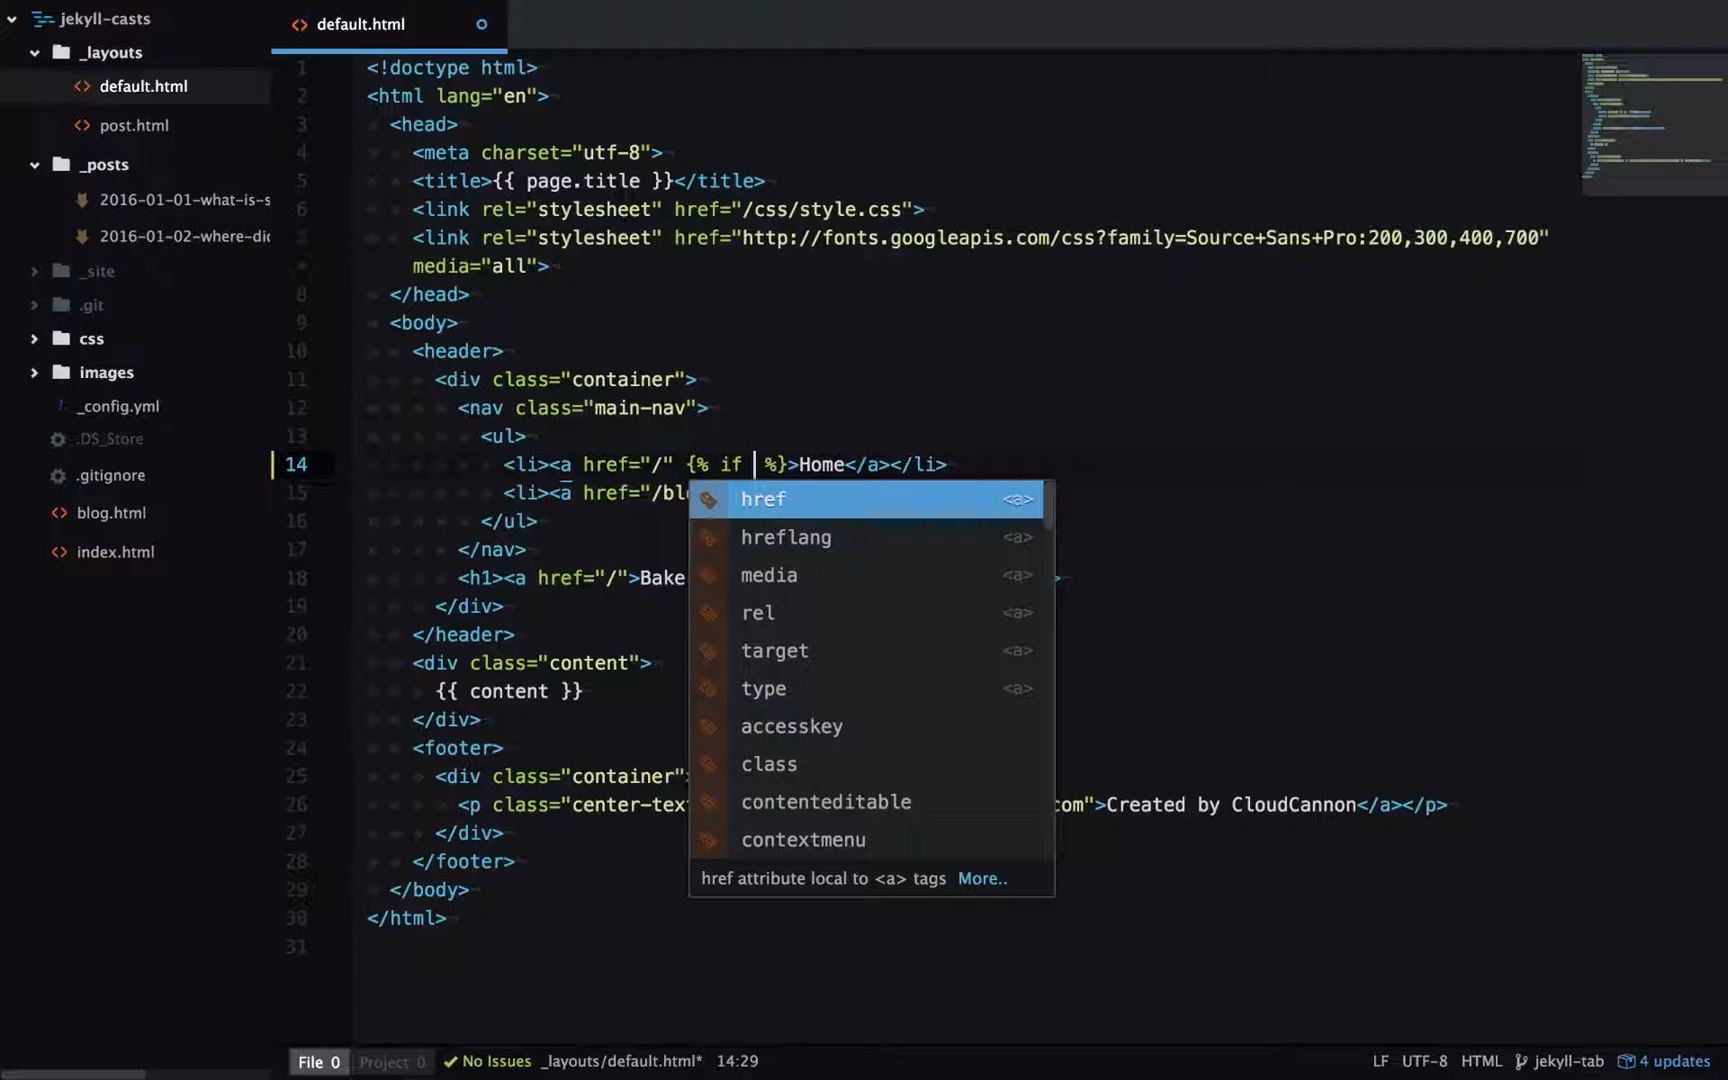 jekyll-casts
_layouts
default.html
post.html
_posts
2016-01-01-what-is-s
2016-01-02-where-did
_site
.git
css
images
_config.yml
.DS_Store
.gitignore
blog.html
index.html
default.html
1 <!doctype html>
2 <html lang="en">
3 <head>
4 <meta charset="utf-8">
5 <title>{{ page.title }}</title>
6 <link rel="stylesheet" href="/css/style.css">
7 <link rel="stylesheet" href="http://fonts.googleapis.com/css?family=Source+Sans+Pro:200,300,400,700"
media="all">
8 </head>
9 <body>
10 <header>
11 <div class="container">
12 <nav class="main-nav">
13 <ul>
14 <li><a href="/" {% if %}>Home</a></li>
15 <li><a href="/blo
16 </ul>
17 </nav>
18 <h1><a href="/">Bake >
19 </div>
20 </header>
21 <div class="content">
22 {{ content }}
23 </div>
24 <footer>
25 <div class="container">
26 <p class="center-tex om">Created by CloudCannon</a></p>
27 </div>
28 </footer>
29 </body>
30 </html>
31
href <a>
hreflang <a>
media <a>
rel <a>
target <a>
type <a>
accesskey
class
contenteditable
contextmenu
href attribute local to <a> tags More..
File 0 Project 0 No Issues _layouts/default.html* 14:29 LF UTF-8 HTML jekyll-tab 4 updates